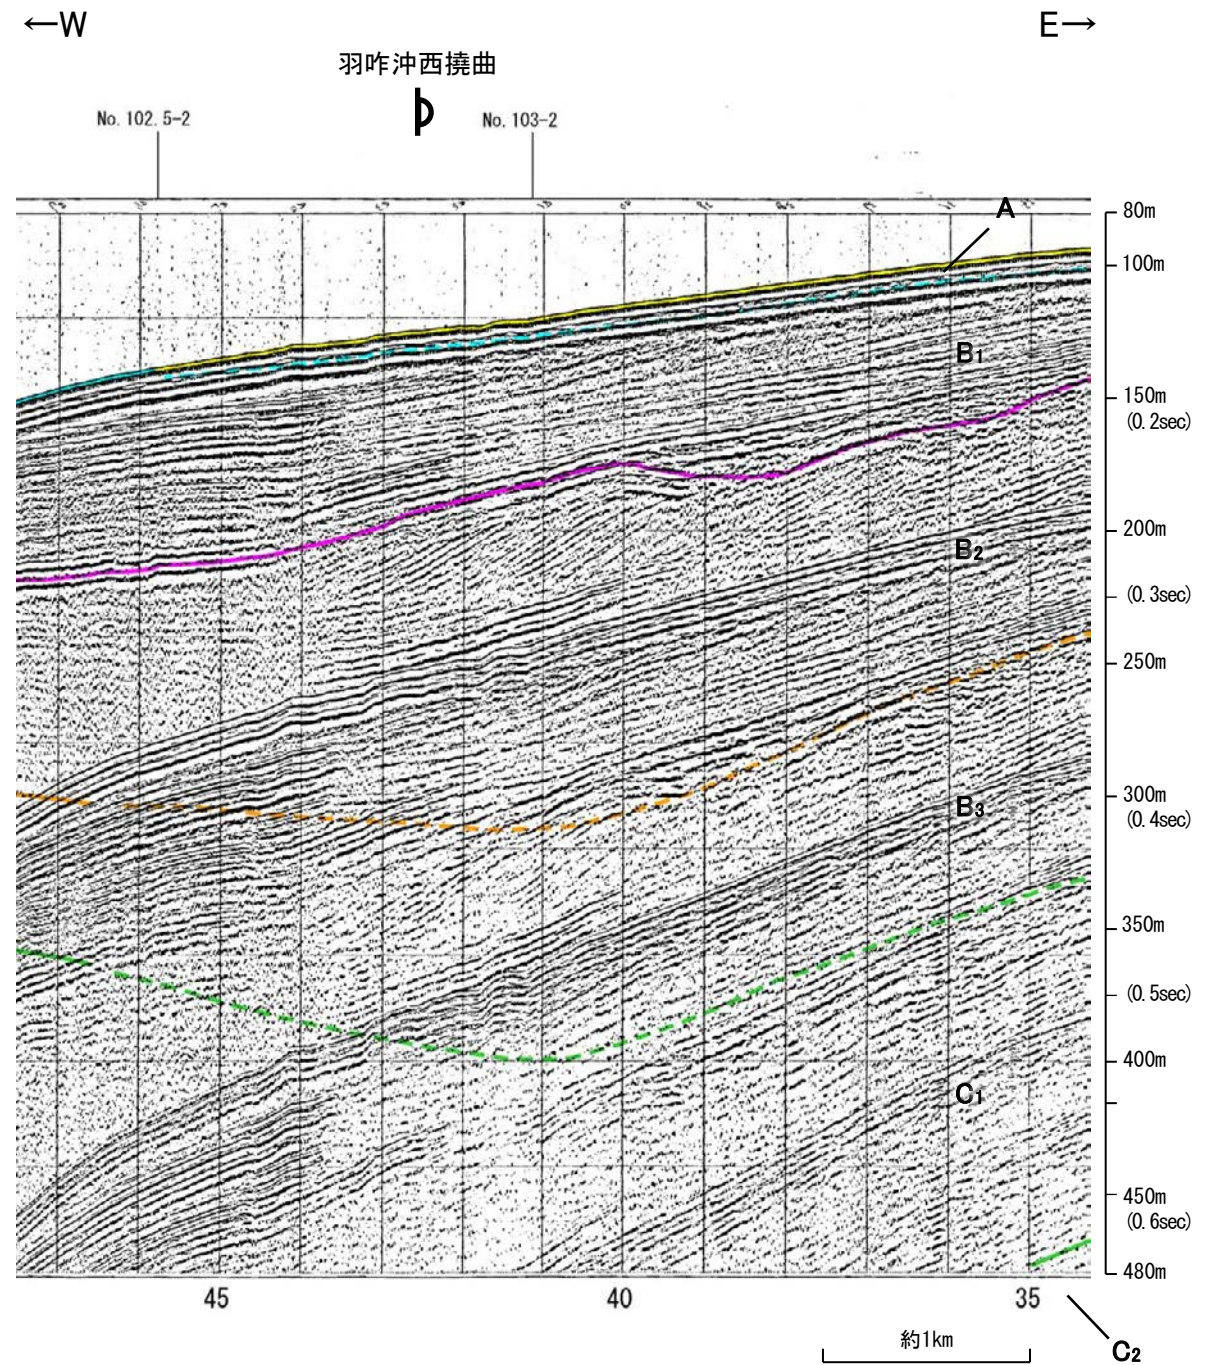 ←W
E→
羽咋沖西撓曲
No. 102. 5-2
No. 103-2
A
80m
100m
B1
150m
(0.2sec)
200m
B2
(0.3sec)
250m
300m
B3
(0.4sec)
350m
(0.5sec)
400m
C1
450m
(0.6sec)
480m
45
40
35
約1km
C2